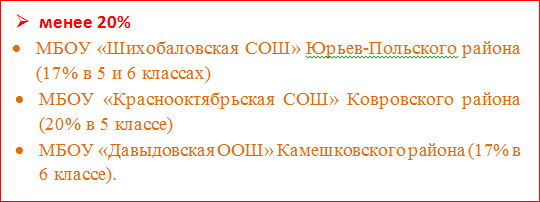 ➢ менее 20%
• МБОУ «Шихобаловская СОШ» Юрьев-Польского района
(17% в 5 и 6 классах)
• МБОУ «Краснооктябрьская СОШ» Ковровского района
(20% в 5 классе)
• МБОУ «Давыдовская ООШ» Камешковского района (17% в
6 классе).